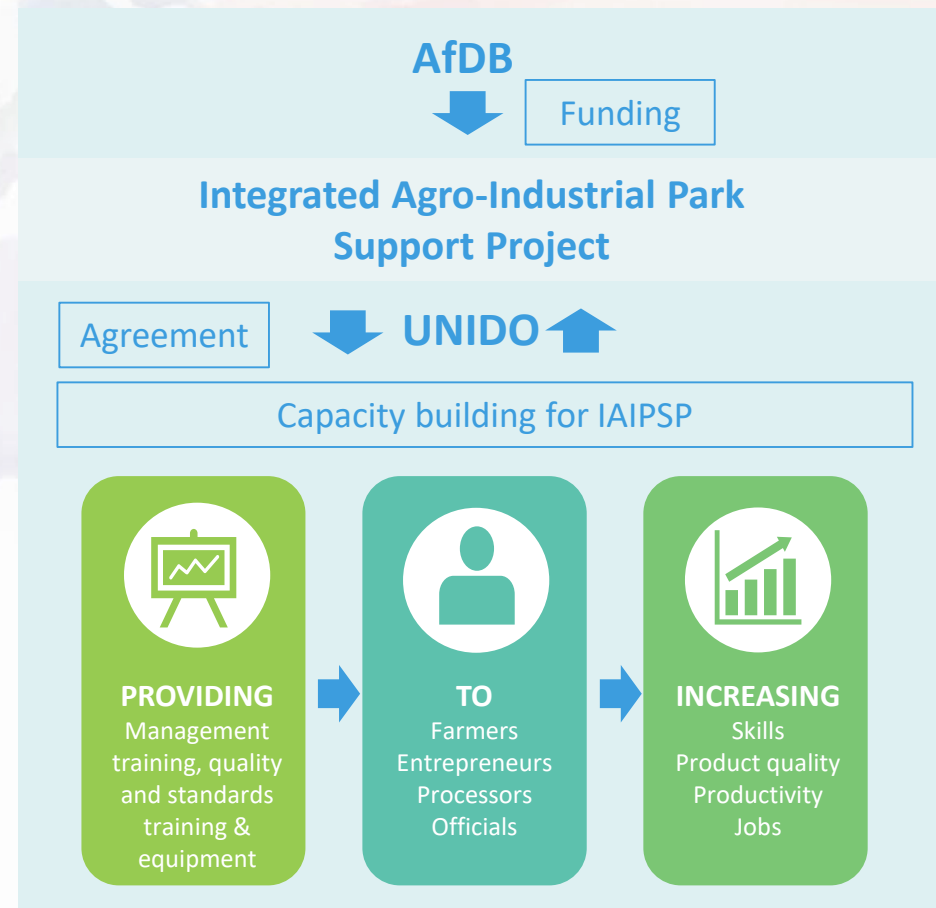 AfDB
Funding
Integrated Agro-Industrial Park
Support Project
Agreement
UNIDO
Capacity building for IAIPSP
PROVIDING
Management
training, quality
and standards
training &
equipment
TO
Farmers
Entrepreneurs
Processors
Officials
INCREASING
Skills
Product quality
Productivity
Jobs